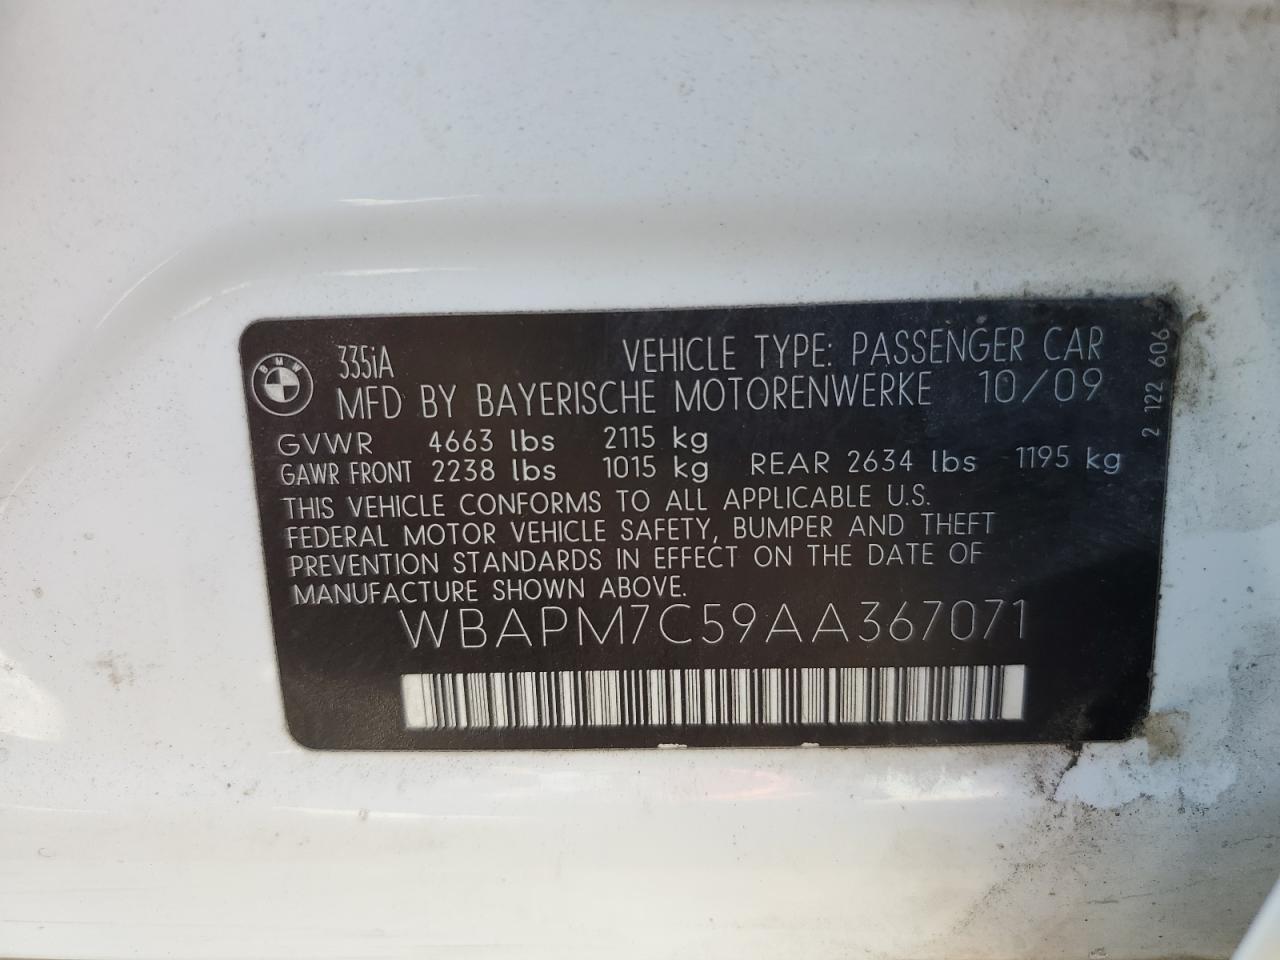 BMW
335iA VEHICLE TYPE: PASSENGER CAR
MFD BY BAYERISCHE MOTORENWERKE 10/09
GVWR 4663 lbs 2115 kg
GAWR FRONT 2238 lbs 1015 kg REAR 2634 lbs 1195 kg
THIS VEHICLE CONFORMS TO ALL APPLICABLE U.S.
FEDERAL MOTOR VEHICLE SAFETY, BUMPER AND THEFT
PREVENTION STANDARDS IN EFFECT ON THE DATE OF
MANUFACTURE SHOWN ABOVE.
WBAPM7C59AA367071
2 122 606